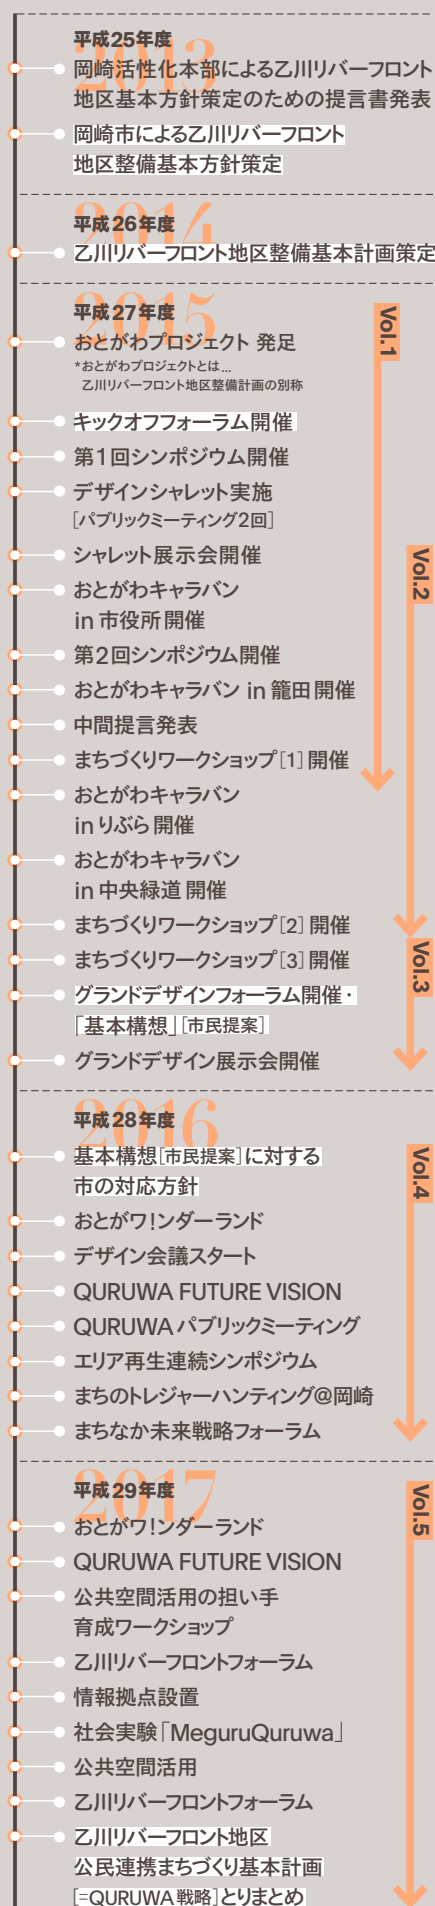 2013
平成25年度
岡崎活性化本部による乙川リバーフロント
地区基本方針策定のための提言書発表
岡崎市による乙川リバーフロント
地区整備基本方針策定
2014
平成26年度
乙川リバーフロント地区整備基本計画策定
2015
平成27年度
Vol.1
おとがわプロジェクト 発足
*おとがわプロジェクトとは...
乙川リバーフロント地区整備計画の別称
キックオフフォーラム開催
第1回シンポジウム開催
デザインシャレット実施
[パブリックミーティング2回]
シャレット展示会開催
Vol.2
おとがわキャラバン
in 市役所開催
第2回シンポジウム開催
おとがわキャラバン in 籠田開催
中間提言発表
まちづくりワークショップ[1]開催
おとがわキャラバン
in りぶら開催
おとがわキャラバン
in 中央緑道開催
まちづくりワークショップ[2]開催
まちづくりワークショップ[3]開催
Vol.3
グランドデザインフォーラム開催・
「基本構想」[市民提案]
グランドデザイン展示会開催
2016
平成28年度
基本構想[市民提案]に対する
市の対応方針
Vol.4
おとがワ!ンダーランド
デザイン会議スタート
QURUWA FUTURE VISION
QURUWAパブリックミーティング
エリア再生連続シンポジウム
まちのトレジャーハンティング@岡崎
まちなか未来戦略フォーラム
2017
平成29年度
Vol.5
おとがワ!ンダーランド
QURUWA FUTURE VISION
公共空間活用の担い手
育成ワークショップ
乙川リバーフロントフォーラム
情報拠点設置
社会実験「MeguruQuruwa」
公共空間活用
乙川リバーフロントフォーラム
乙川リバーフロント地区
公民連携まちづくり基本計画
[=QURUWA戦略]とりまとめ